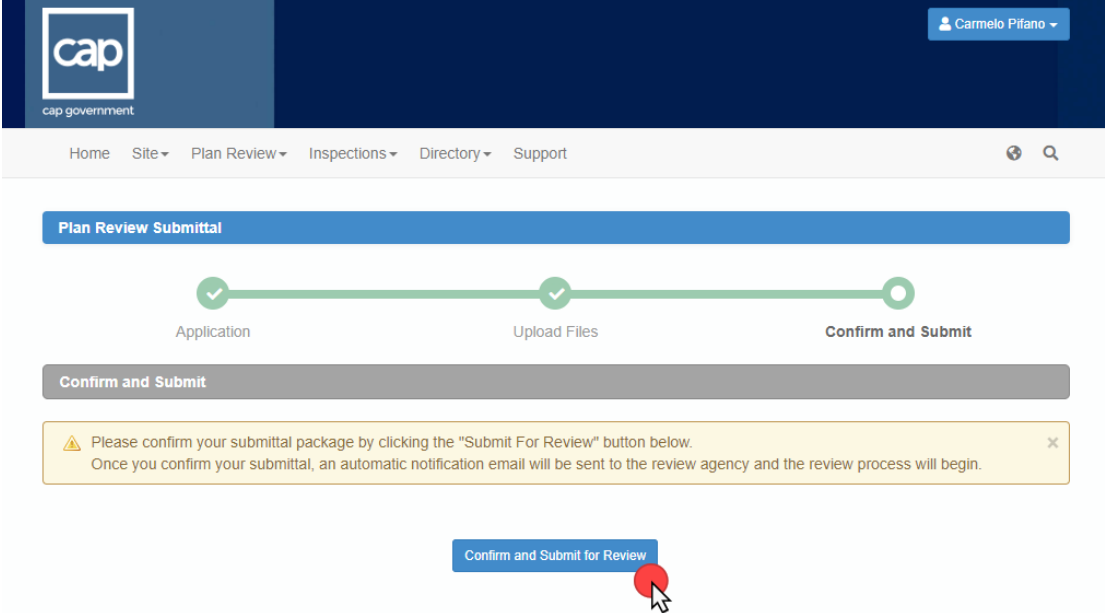 cap
cap government
Carmelo Pifano
Home Site Plan Review Inspections Directory Support
Plan Review Submittal
Application Upload Files Confirm and Submit
Confirm and Submit
Please confirm your submittal package by clicking the "Submit For Review" button below.
Once you confirm your submittal, an automatic notification email will be sent to the review agency and the review process will begin.
Confirm and Submit for Review